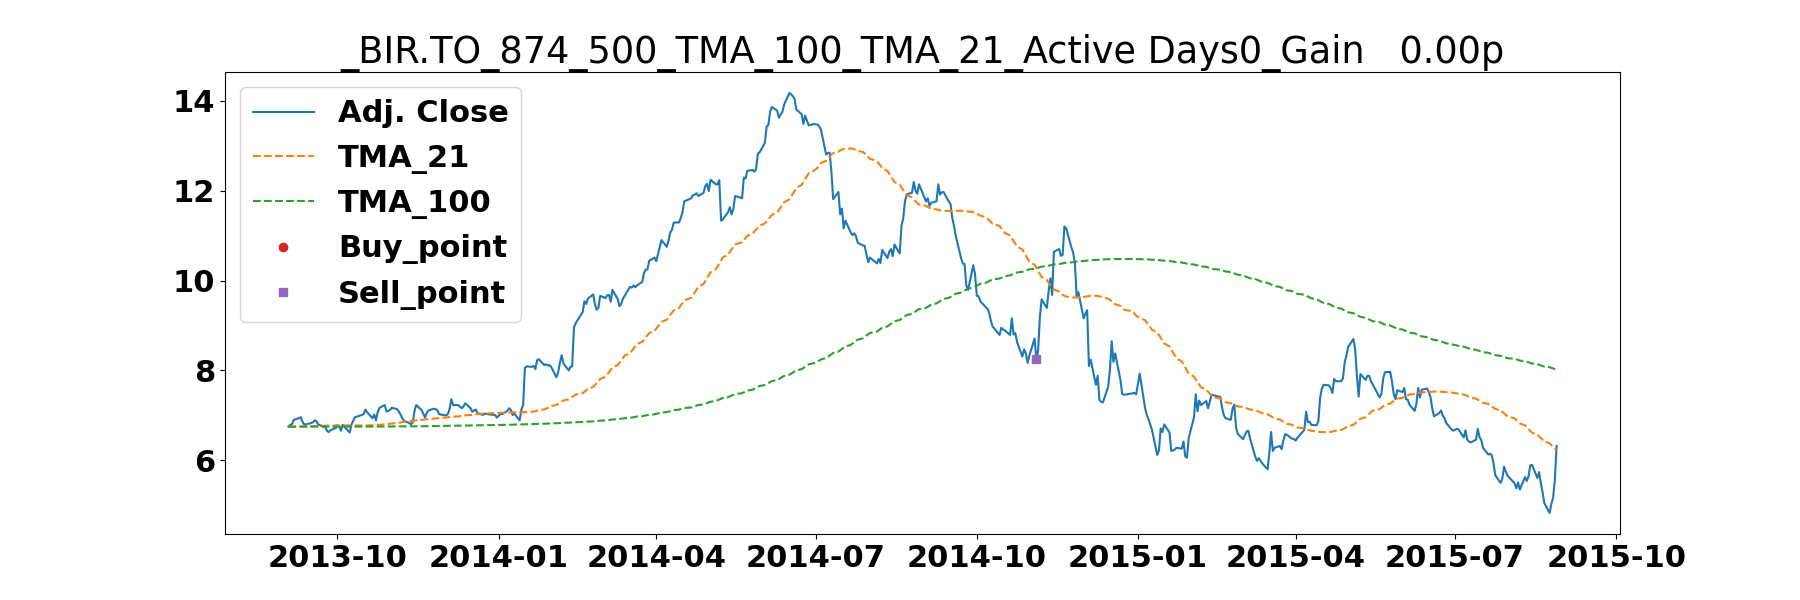 _BIR.TO_874_500_TMA_100_TMA_21_Active Days0_Gain   0.00p
14
12
10
8
6
Adj. Close
TMA_21
TMA_100
Buy_point
Sell_point
2013-10 2014-01 2014-04 2014-07 2014-10 2015-01 2015-04 2015-07 2015-10